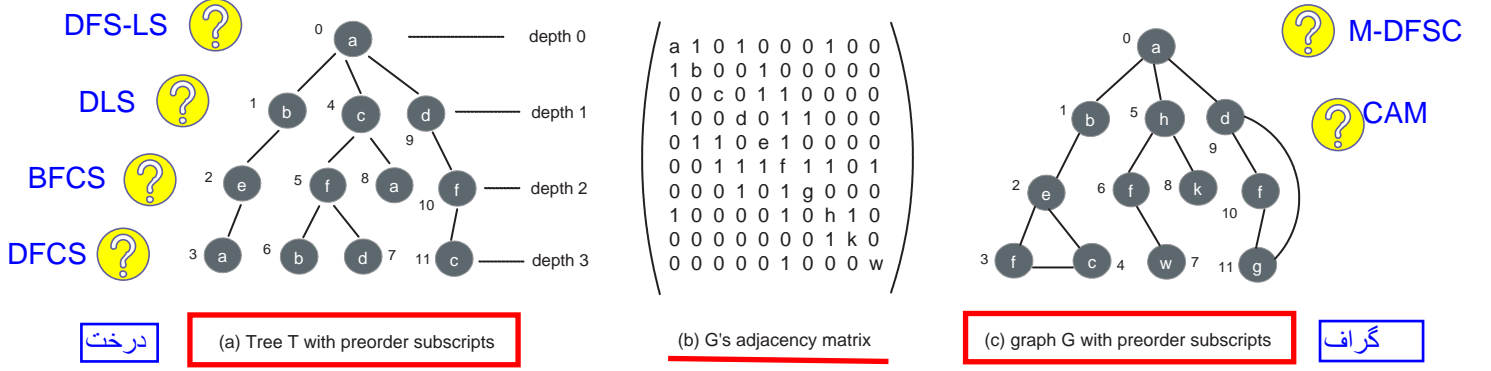 DFS-LS ?
DLS ?
BFCS ?
DFCS ?
0 a depth 0
1 b 4 c d 9 depth 1
2 e 5 f 8 a f 10 depth 2
3 a 6 b d 7 11 c depth 3
درخت
(a) Tree T with preorder subscripts
a 1 0 1 0 0 0 1 0 0
1 b 0 0 1 0 0 0 0 0
0 0 c 0 1 1 0 0 0 0
1 0 0 d 0 1 1 0 0 0
0 1 1 0 e 1 0 0 0 0
0 0 1 1 1 f 1 1 0 1
0 0 0 1 0 1 g 0 0 0
1 0 0 0 0 1 0 h 1 0
0 0 0 0 0 0 0 1 k 0
0 0 0 0 0 1 0 0 0 w
(b) G's adjacency matrix
0 a
1 b 5 h d 9
2 e 6 f 8 k f 10
3 f c 4 w 7 11 g
(c) graph G with preorder subscripts
گراف
? M-DFSC
? CAM